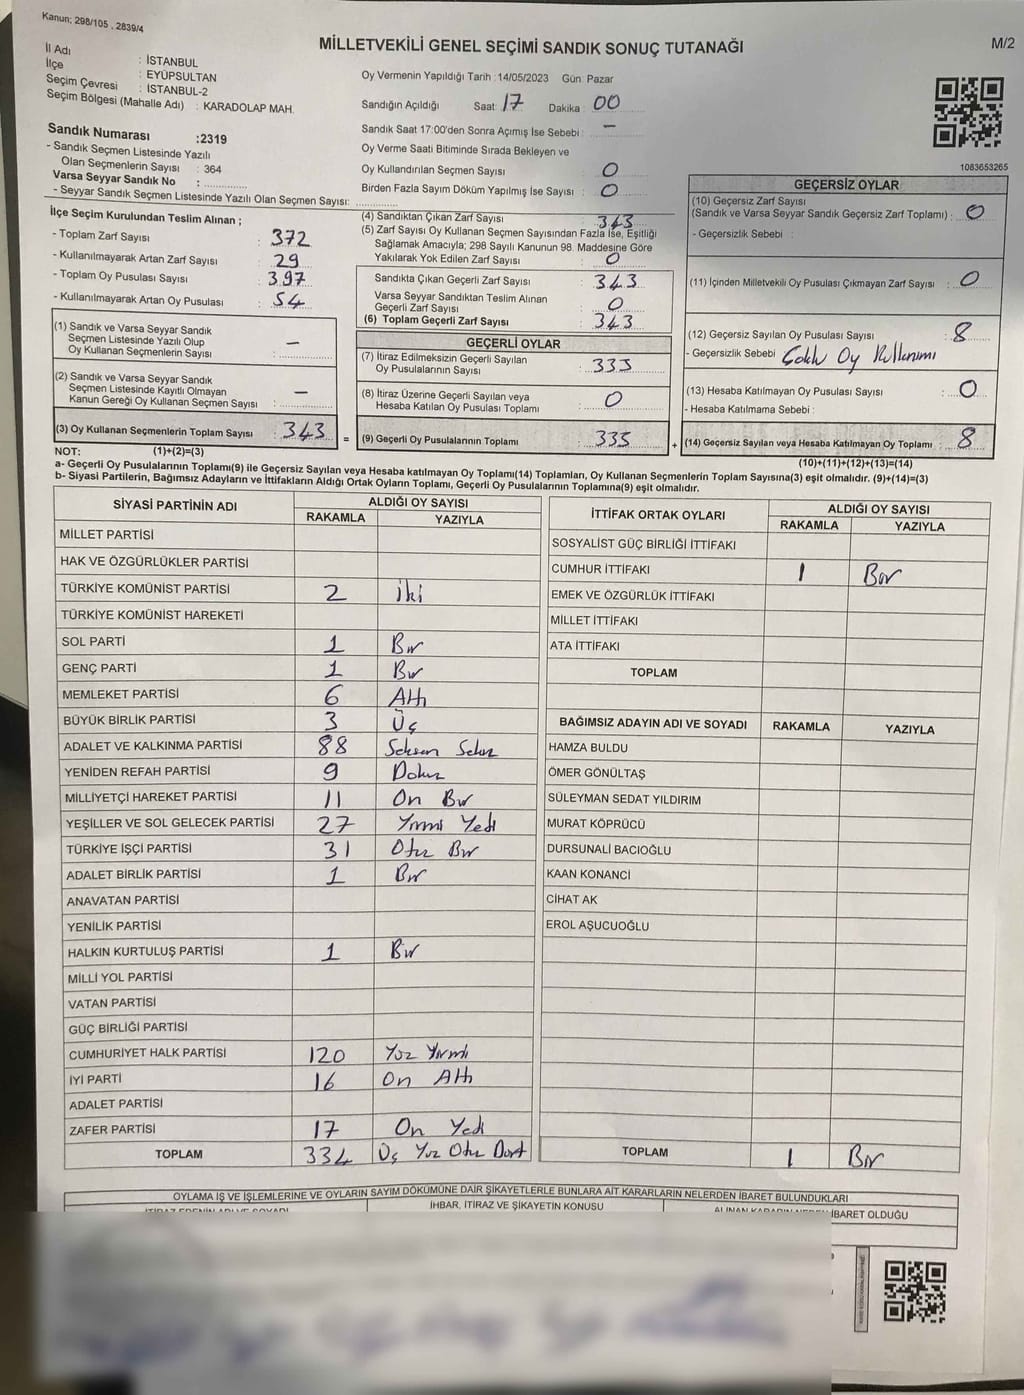 Kanun; 298/105 , 2839/4
MİLLETVEKİLİ GENEL SEÇİMİ SANDIK SONUÇ TUTANAĞI
M/2
İl Adı : İSTANBUL
İlçe : EYÜPSULTAN
Seçim Çevresi : İSTANBUL-2
Seçim Bölgesi (Mahalle Adı) : KARADOLAP MAH.
Sandık Numarası :2319
- Sandık Seçmen Listesinde Yazılı
Olan Seçmenlerin Sayısı : 364
Varsa Seyyar Sandık No :
- Seyyar Sandık Seçmen Listesinde Yazılı Olan Seçmen Sayısı:
Oy Vermenin Yapıldığı Tarih :14/05/2023 Gün: Pazar
Sandığın Açıldığı Saat: 17 Dakika : 00
Sandık Saat 17:00'den Sonra Açımış İse Sebebi : —
Oy Verme Saati Bitiminde Sırada Bekleyen ve
Oy Kullandırılan Seçmen Sayısı : 0
Birden Fazla Sayım Döküm Yapılmış İse Sayısı : 0
1083653265
İlçe Seçim Kurulundan Teslim Alınan ;
- Toplam Zarf Sayısı : 372
- Kullanılmayarak Artan Zarf Sayısı : 29
- Toplam Oy Pusulası Sayısı : 397
- Kullanılmayarak Artan Oy Pusulası : 54
(1) Sandık ve Varsa Seyyar Sandık
Seçmen Listesinde Yazılı Olup
Oy Kullanan Seçmenlerin Sayısı : —
(2) Sandık ve Varsa Seyyar Sandık
Seçmen Listesinde Kayıtlı Olmayan
Kanun Gereği Oy Kullanan Seçmen Sayısı : —
(3) Oy Kullanan Seçmenlerin Toplam Sayısı : 343
(1)+(2)=(3)
(4) Sandıktan Çıkan Zarf Sayısı : 343
(5) Zarf Sayısı Oy Kullanan Seçmen Sayısından Fazla İse, Eşitliği
Sağlamak Amacıyla; 298 Sayılı Kanunun 98. Maddesine Göre
Yakılarak Yok Edilen Zarf Sayısı : 0
Sandıkta Çıkan Geçerli Zarf Sayısı : 343
Varsa Seyyar Sandıktan Teslim Alınan
Geçerli Zarf Sayısı : 0
(6) Toplam Geçerli Zarf Sayısı : 343
GEÇERLİ OYLAR
(7) İtiraz Edilmeksizin Geçerli Sayılan
Oy Pusulalarının Sayısı : 335
(8) İtiraz Üzerine Geçerli Sayılan veya
Hesaba Katılan Oy Pusulası Toplamı : 0
= (9) Geçerli Oy Pusulalarının Toplamı : 335 +
GEÇERSİZ OYLAR
(10) Geçersiz Zarf Sayısı
(Sandık ve Varsa Seyyar Sandık Geçersiz Zarf Toplamı) : 0
- Geçersizlik Sebebi :
(11) İçinden Milletvekili Oy Pusulası Çıkmayan Zarf Sayısı : 0
(12) Geçersiz Sayılan Oy Pusulası Sayısı : 8
- Geçersizlik Sebebi Çoklu Oy Kullanımı
(13) Hesaba Katılmayan Oy Pusulası Sayısı : 0
- Hesaba Katılmama Sebebi :
(14) Geçersiz Sayılan veya Hesaba Katılmayan Oy Toplamı : 8
(10)+(11)+(12)+(13)=(14)
NOT:
a- Geçerli Oy Pusulalarının Toplamı(9) ile Geçersiz Sayılan veya Hesaba katılmayan Oy Toplamı(14) Toplamları, Oy Kullanan Seçmenlerin Toplam Sayısına(3) eşit olmalıdır. (9)+(14)=(3)
b- Siyasi Partilerin, Bağımsız Adayların ve İttifakların Aldığı Ortak Oyların Toplamı, Geçerli Oy Pusulalarının Toplamına(9) eşit olmalıdır.
SİYASİ PARTİNİN ADI ALDIĞI OY SAYISI
RAKAMLA YAZIYLA
MİLLET PARTİSİ
HAK VE ÖZGÜRLÜKLER PARTİSİ
TÜRKİYE KOMÜNİST PARTİSİ 2 iki
TÜRKİYE KOMÜNİST HAREKETİ
SOL PARTİ 1 Bir
GENÇ PARTİ 1 Bir
MEMLEKET PARTİSİ 6 Altı
BÜYÜK BİRLİK PARTİSİ 3 Üç
ADALET VE KALKINMA PARTİSİ 88 Seksen Sekiz
YENİDEN REFAH PARTİSİ 9 Dokuz
MİLLİYETÇİ HAREKET PARTİSİ 11 On Bir
YEŞİLLER VE SOL GELECEK PARTİSİ 27 Yirmi Yedi
TÜRKİYE İŞÇİ PARTİSİ 31 Otuz Bir
ADALET BİRLİK PARTİSİ 1 Bir
ANAVATAN PARTİSİ
YENİLİK PARTİSİ
HALKIN KURTULUŞ PARTİSİ 1 Bir
MİLLİ YOL PARTİSİ
VATAN PARTİSİ
GÜÇ BİRLİĞİ PARTİSİ
CUMHURİYET HALK PARTİSİ 120 Yüz Yirmi
İYİ PARTİ 16 On Altı
ADALET PARTİSİ
ZAFER PARTİSİ 17 On Yedi
TOPLAM 334 Üç Yüz Otuz Dört
İTTİFAK ORTAK OYLARI ALDIĞI OY SAYISI
RAKAMLA YAZIYLA
SOSYALİST GÜÇ BİRLİĞİ İTTİFAKI
CUMHUR İTTİFAKI 1 Bir
EMEK VE ÖZGÜRLÜK İTTİFAKI
MİLLET İTTİFAKI
ATA İTTİFAKI
TOPLAM
BAĞIMSIZ ADAYIN ADI VE SOYADI RAKAMLA YAZIYLA
HAMZA BULDU
ÖMER GÖNÜLTAŞ
SÜLEYMAN SEDAT YILDIRIM
MURAT KÖPRÜCÜ
DURSUNALİ BACIOĞLU
KAAN KONANCİ
CİHAT AK
EROL AŞUCUOĞLU
TOPLAM 1 Bir
OYLAMA İŞ VE İŞLEMLERİNE VE OYLARIN SAYIM DÖKÜMÜNE DAİR ŞİKAYETLERLE BUNLARA AİT KARARLARIN NELERDEN İBARET BULUNDUKLARI
İTİRAZ EDENİN ADI VE SOYADI İHBAR, İTİRAZ VE ŞİKAYETİN KONUSU ALINAN KARARIN NEDEN İBARET OLDUĞU